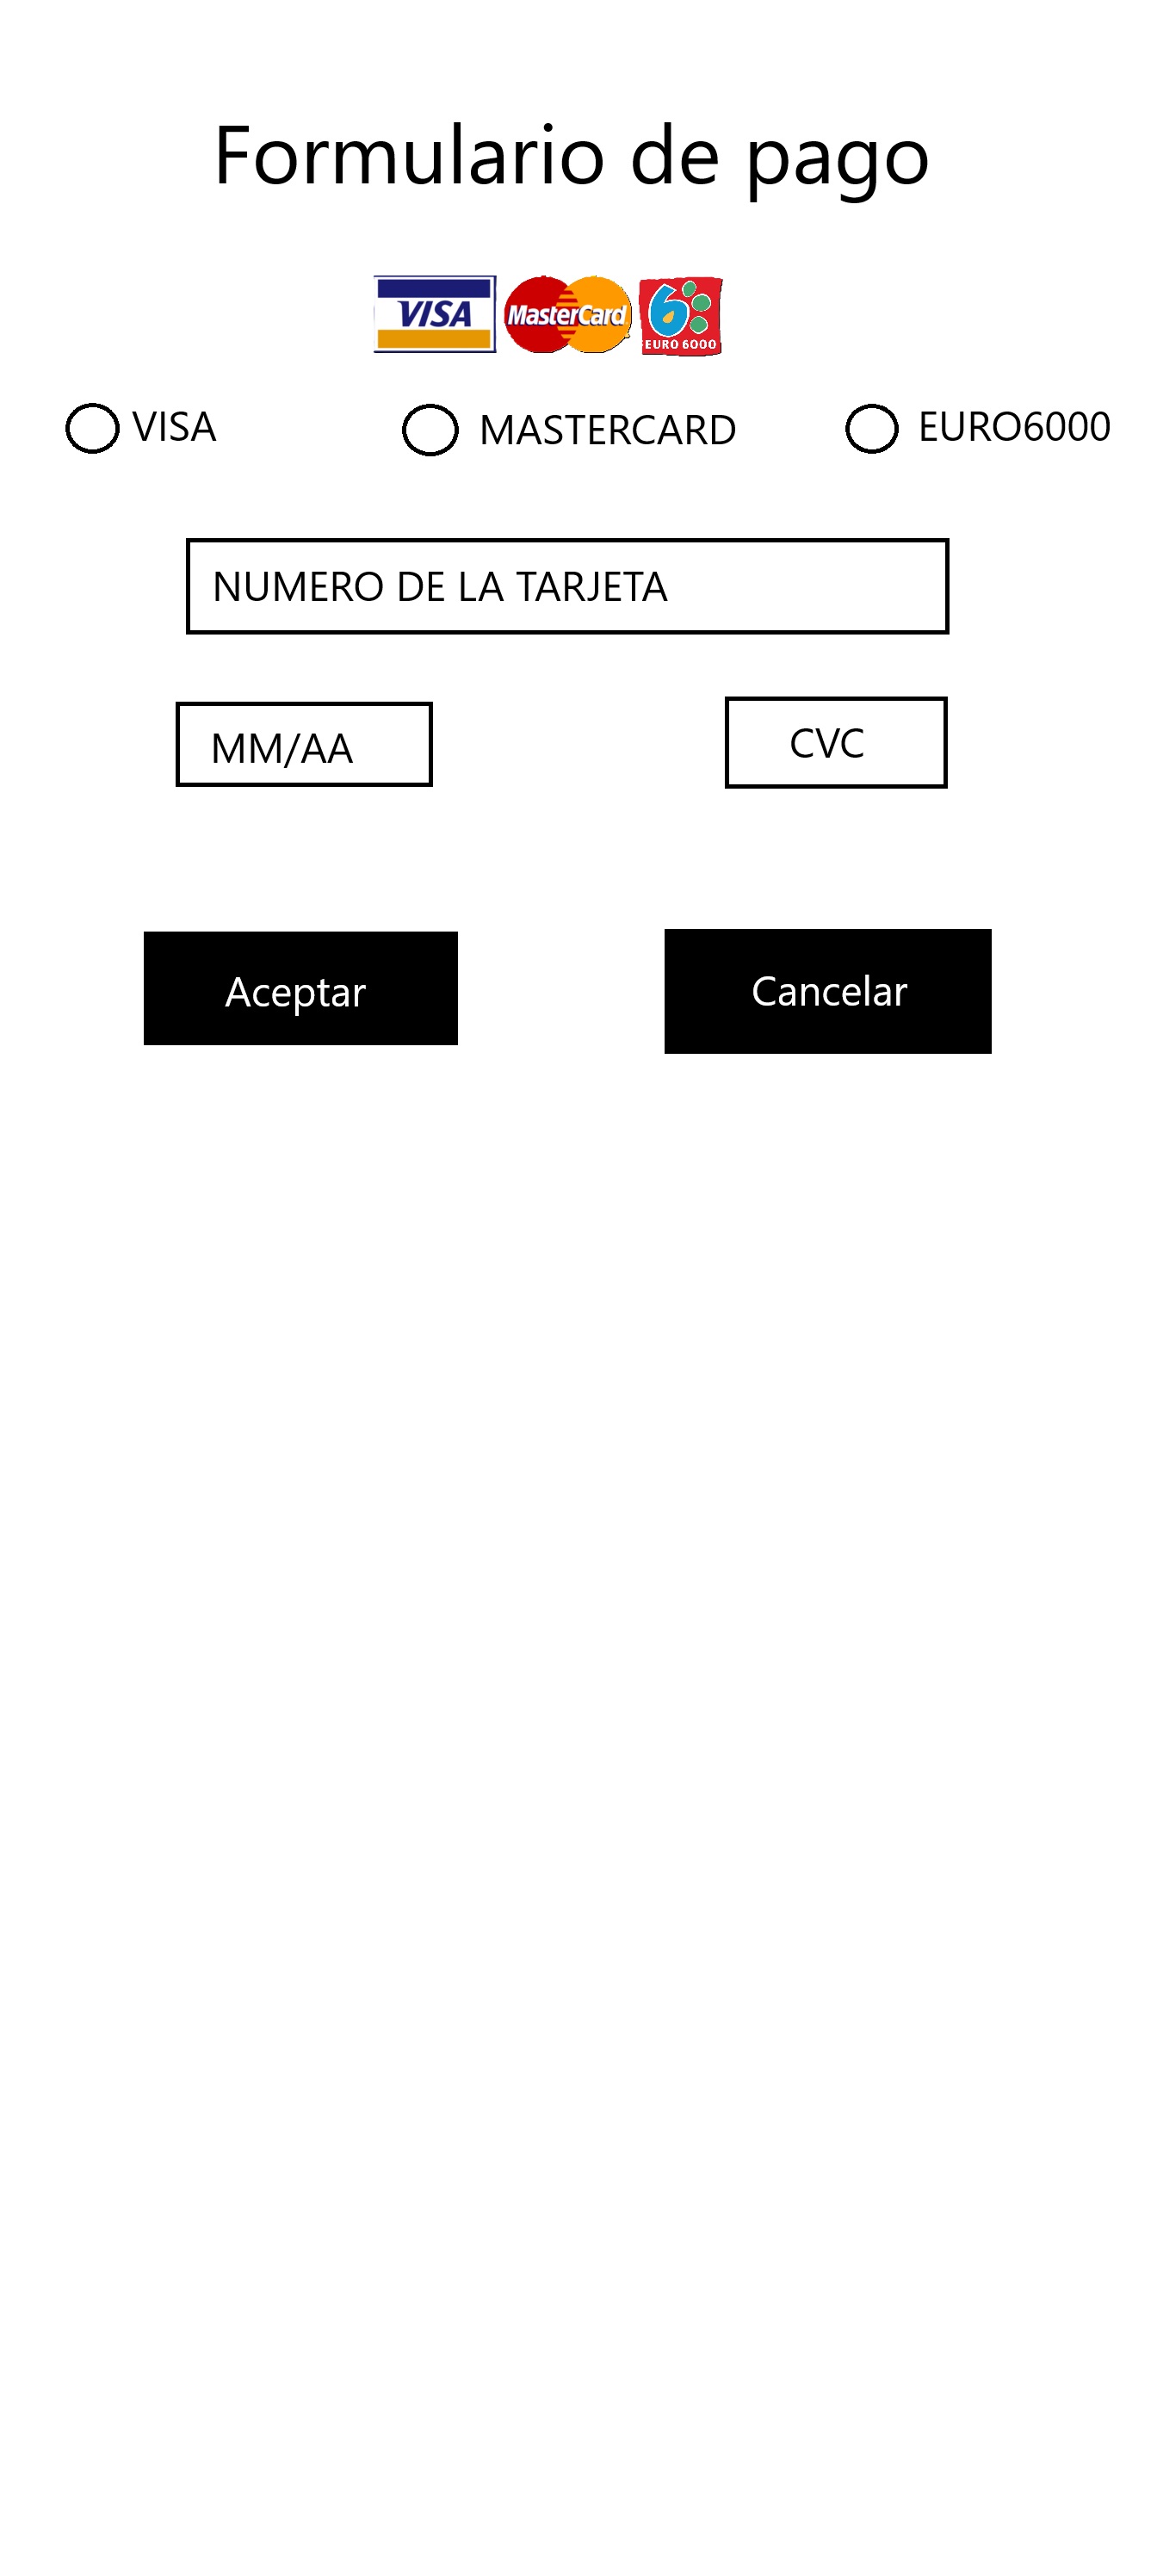 Formulario de pago
VISA MasterCard 6 EURO 6000
VISA MASTERCARD EURO6000
NUMERO DE LA TARJETA
MM/AA CVC
Aceptar Cancelar